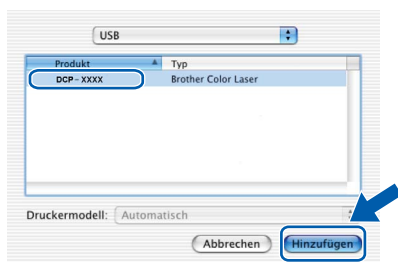 USB
Produkt Typ
DCP-XXXX Brother Color Laser
Druckermodell: Automatisch
Abbrechen Hinzufügen